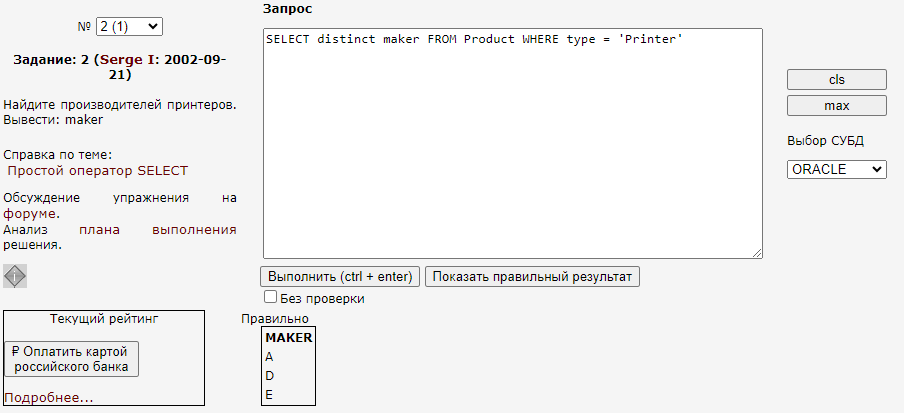 № 2 (1)
Задание: 2 (Serge I: 2002-09-
21)
Найдите производителей принтеров.
Вывести: maker
Справка по теме:
Простой оператор SELECT
Обсуждение упражнения на
форуме.
Анализ плана выполнения
решения.
Запрос
SELECT distinct maker FROM Product WHERE type = 'Printer'
cls
max
Выбор СУБД
ORACLE
Выполнить (ctrl + enter) Показать правильный результат
Без проверки
Текущий рейтинг
₽ Оплатить картой
российского банка
Подробнее...
Правильно
MAKER
A
D
E